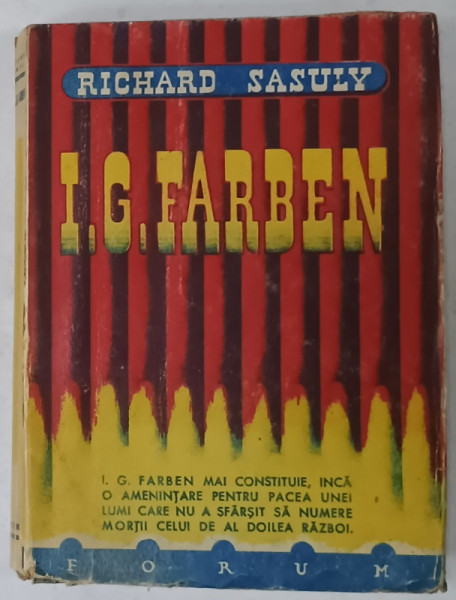 RICHARD SASULY
I.G. FARBEN
I. G. FARBEN MAI CONSTITUIE, INCĂ
O AMENINȚARE PENTRU PACEA UNEI
LUMI CARE NU A SFÂRȘIT SĂ NUMERE
MORȚII CELUI DE AL DOILEA RĂZBOI.
FORUM